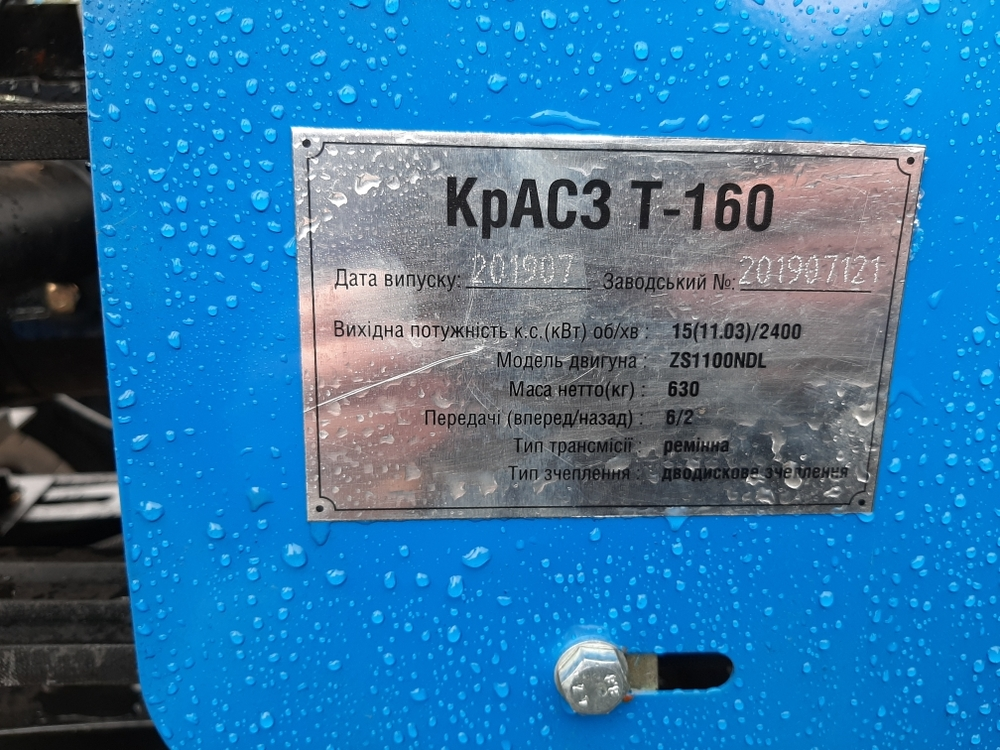 КрАСЗ Т-160
Дата випуску: 201907 Заводський №: 201907121
Вихідна потужність к.с.(кВт) об/хв : 15(11.03)/2400
Модель двигуна : ZS1100NDL
Маса нетто(кг) : 630
Передачі (вперед/назад) : 6/2
Тип трансмісії : ремінна
Тип зчеплення : дводискове зчеплення